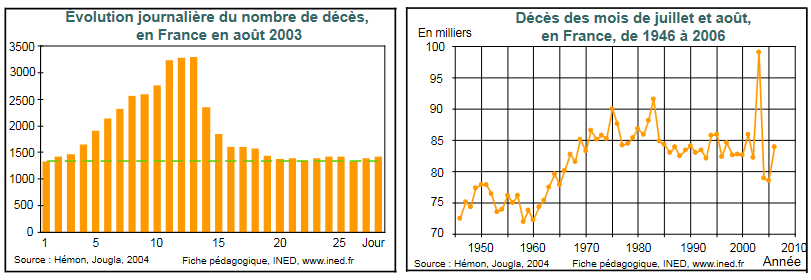 Évolution journalière du nombre de décès,
en France en août 2003
3500
3000
2500
2000
1500
1000
500
0
1 5 10 15 20 25 Jour
Source : Hémon, Jougla, 2004 Fiche pédagogique, INED, www.ined.fr
Décès des mois de juillet et août,
en France, de 1946 à 2006
En milliers
100
95
90
85
80
75
70
1950 1960 1970 1980 1990 2000 2010
Année
Source : Hémon, Jougla, 2004 Fiche pédagogique, INED, www.ined.fr